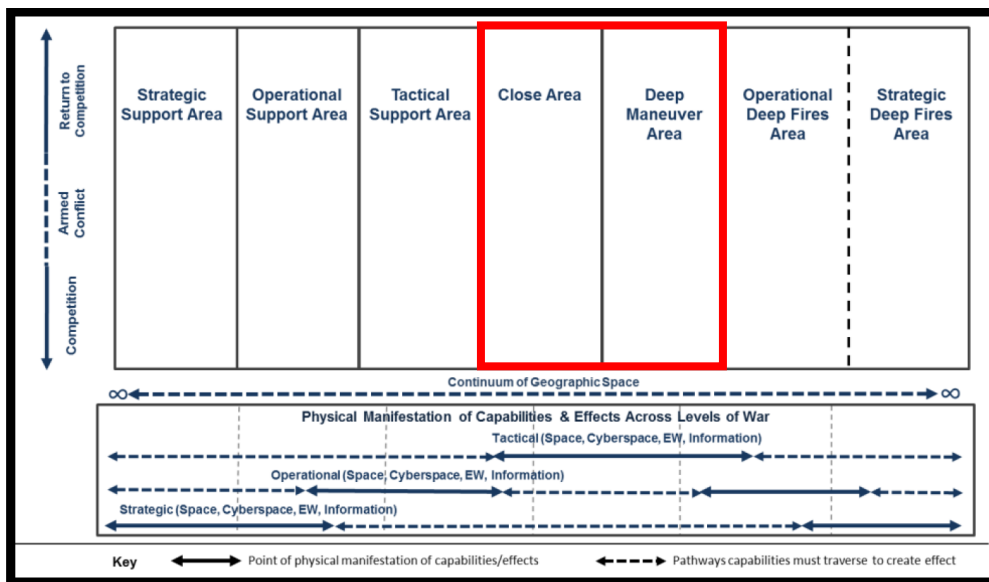 Return to
Competition
Armed
Conflict
Competition
Strategic
Support Area
Operational
Support Area
Tactical
Support Area
Close Area
Deep
Maneuver
Area
Operational
Deep Fires
Area
Strategic
Deep Fires
Area
Continuum of Geographic Space
∞ ∞
Physical Manifestation of Capabilities & Effects Across Levels of War
Tactical (Space, Cyberspace, EW, Information)
Operational (Space, Cyberspace, EW, Information)
Strategic (Space, Cyberspace, EW, Information)
Key Point of physical manifestation of capabilities/effects Pathways capabilities must traverse to create effect